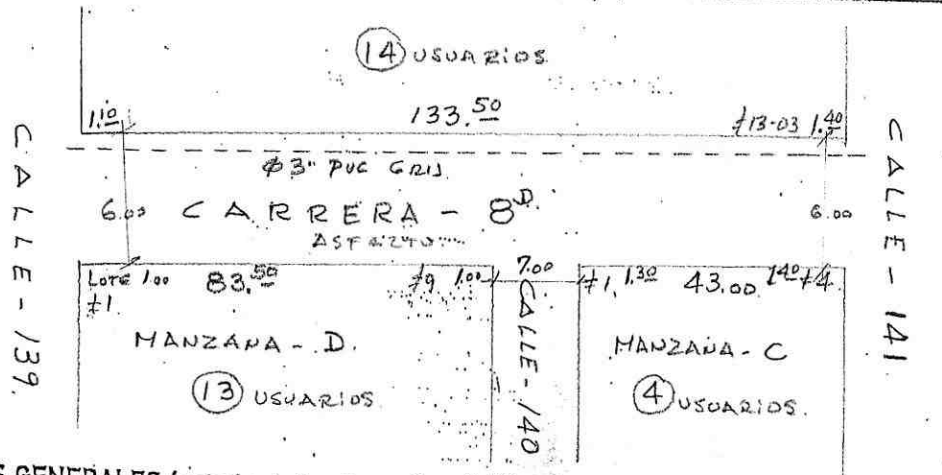 14 USUARIOS
1.10
133.50
#13-03 1.40
CALLE-139.
CALLE-141.
Ø3" PVC GRIS
6.00 CARRERA - 8D. 6.00
ASFALTO
LOTE 1.00 83.50 #9 1.00 7.00 #1, 1.30 43.00 1.40 #4
#1
CALLE-140
MANZANA - D. MANZANA - C
13 USUARIOS 4 USUARIOS.
GENERALES